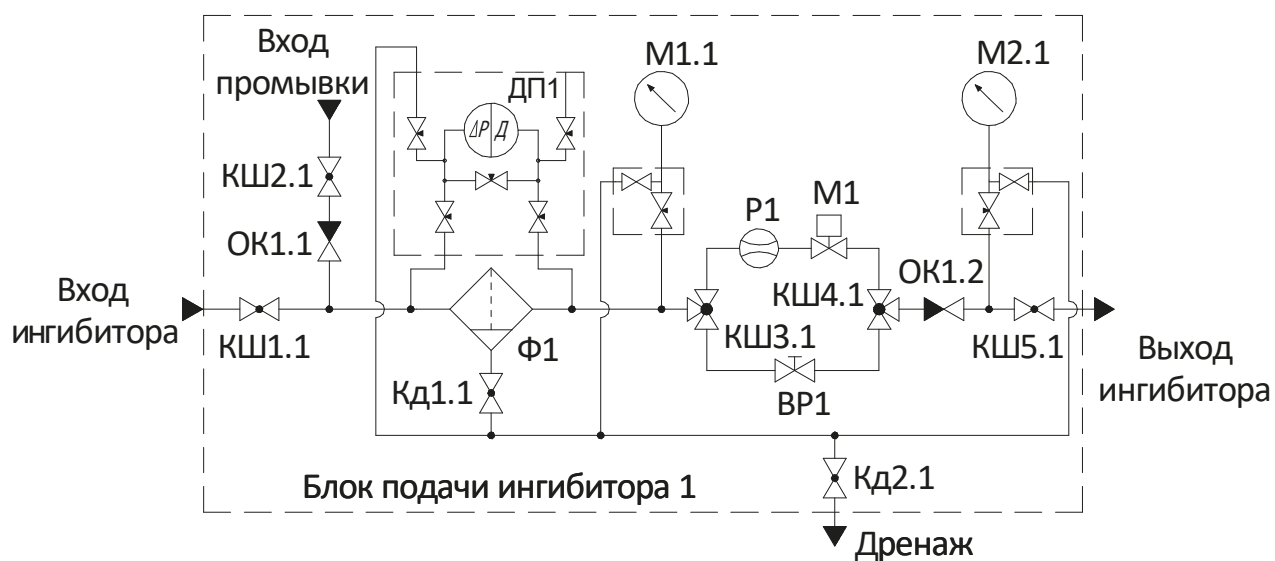 Вход
промывки
ДП1
М1.1
М2.1
ΔP Д
КШ2.1
ОК1.1
Р1
М1
ОК1.2
Вход
ингибитора
КШ1.1
Ф1
КШ3.1
КШ4.1
КШ5.1
Выход
ингибитора
Кд1.1
ВР1
Блок подачи ингибитора 1
Кд2.1
Дренаж